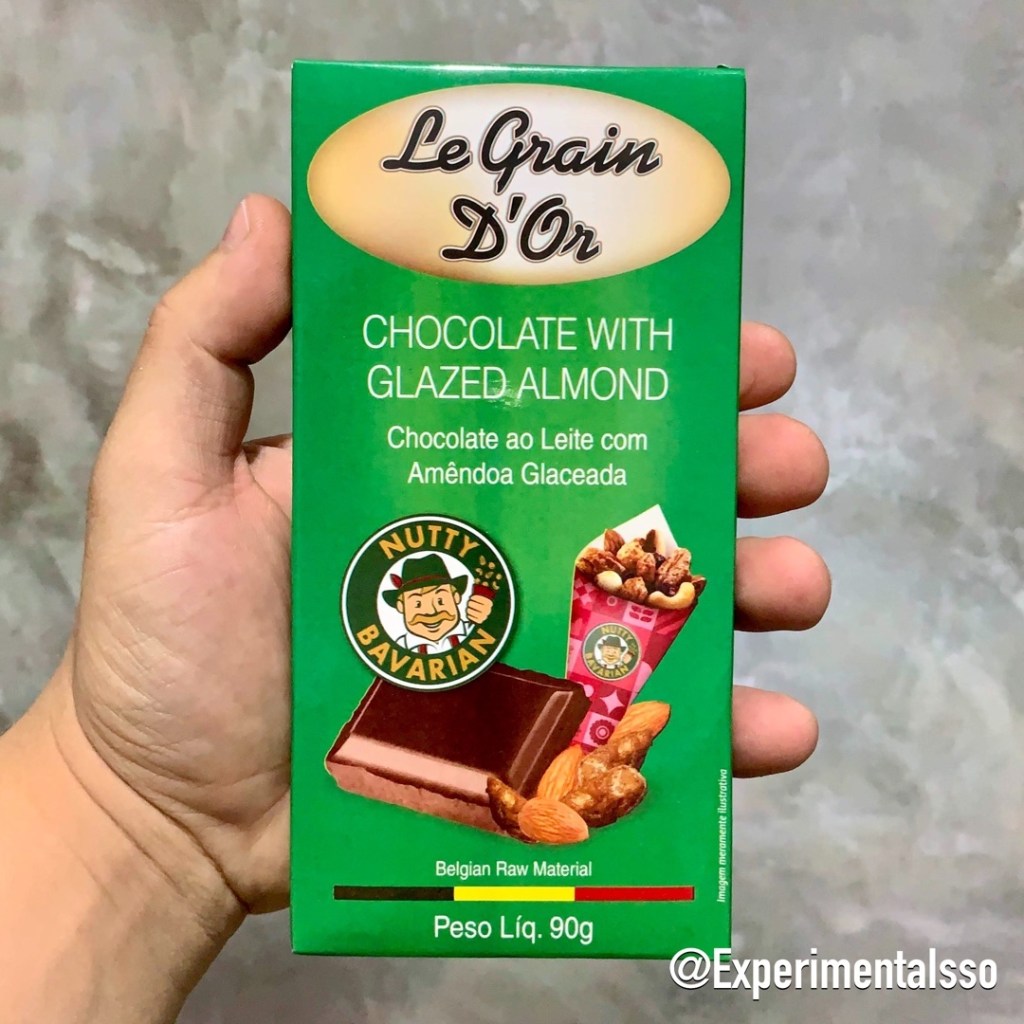 Le Grain
D'Or
CHOCOLATE WITH
GLAZED ALMOND
Chocolate ao Leite com
Amêndoa Glaceada
NUTTY
BAVARIAN
NUTTY
BAVARIAN
Imagem meramente ilustrativa
Belgian Raw Material
Peso Líq. 90g
@Experimentalsso